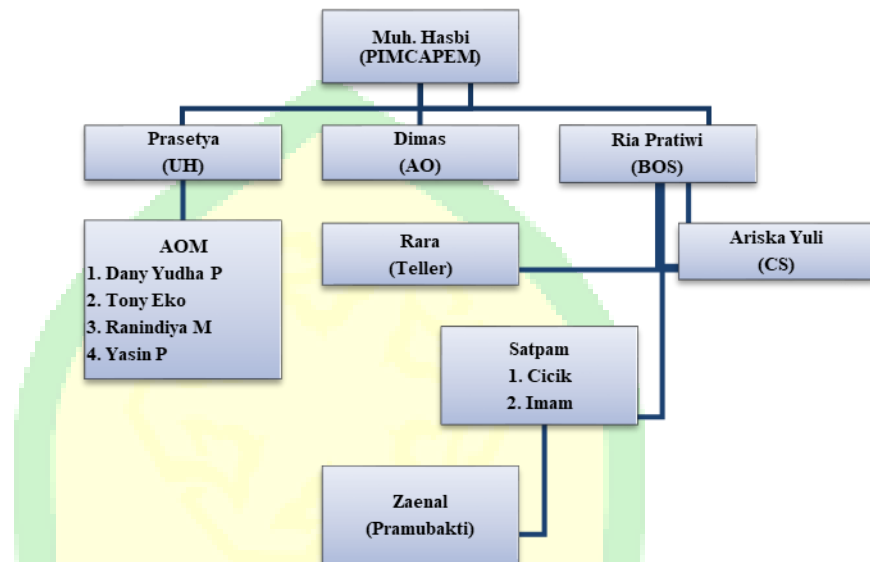 Muh. Hasbi
(PIMCAPEM)
Prasetya
(UH)
Dimas
(AO)
Ria Pratiwi
(BOS)
AOM
1. Dany Yudha P
2. Tony Eko
3. Ranindiya M
4. Yasin P
Rara
(Teller)
Ariska Yuli
(CS)
Satpam
1. Cicik
2. Imam
Zaenal
(Pramubakti)